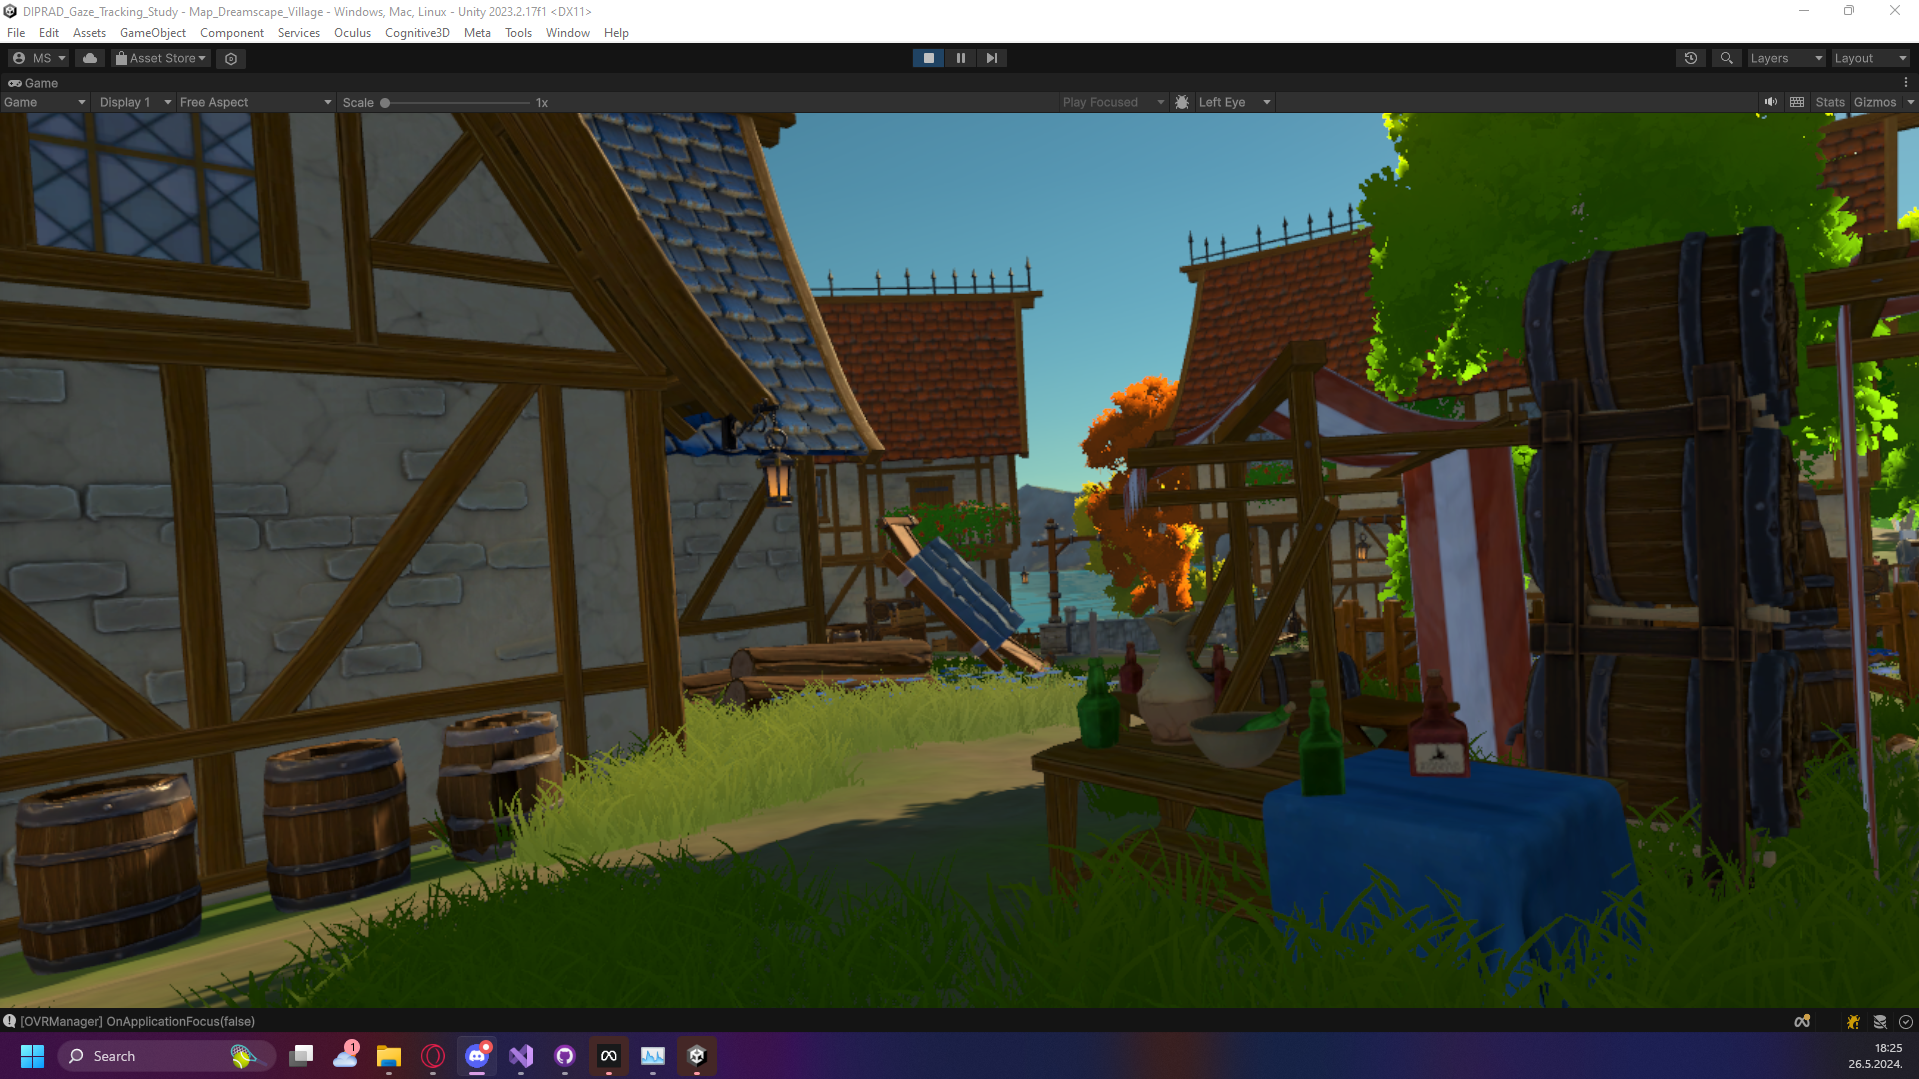 DIPRAD_Gaze_Tracking_Study - Map_Dreamscape_Village - Windows, Mac, Linux - Unity 2023.2.17f1 <DX11>
File Edit Assets GameObject Component Services Oculus Cognitive3D Meta Tools Window Help
MS Asset Store Layers Layout
Game
Game Display 1 Free Aspect Scale 1x Play Focused Left Eye Stats Gizmos
[OVRManager] OnApplicationFocus(false)
Search 1 18:25
26.5.2024.